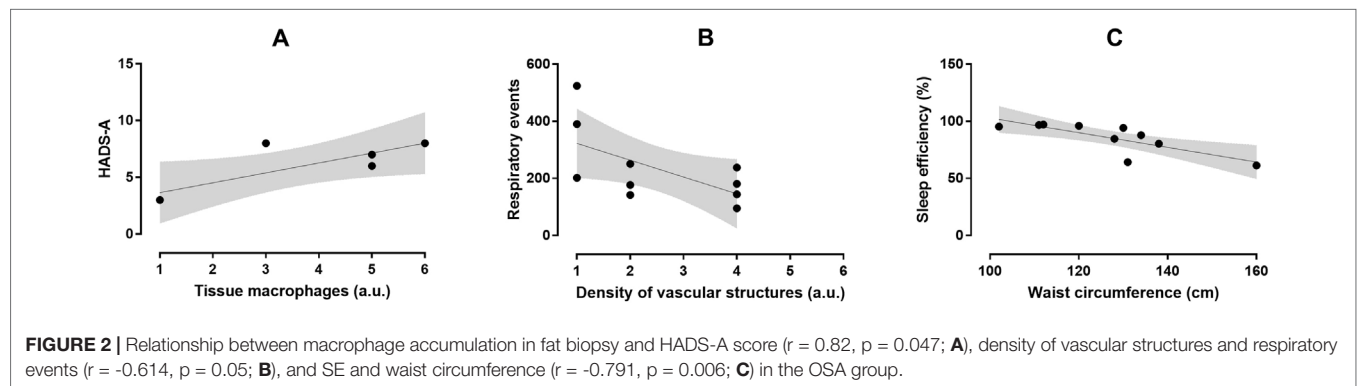 A
B
C
15
10
5
0
HADS-A
1 2 3 4 5 6
Tissue macrophages (a.u.)
600
400
200
0
Respiratory events
1 2 3 4 5 6
Density of vascular structures (a.u.)
150
100
50
0
Sleep efficiency (%)
100 120 140 160
Waist circumference (cm)
FIGURE 2 | Relationship between macrophage accumulation in fat biopsy and HADS-A score (r = 0.82, p = 0.047; A), density of vascular structures and respiratory
events (r = -0.614, p = 0.05; B), and SE and waist circumference (r = -0.791, p = 0.006; C) in the OSA group.